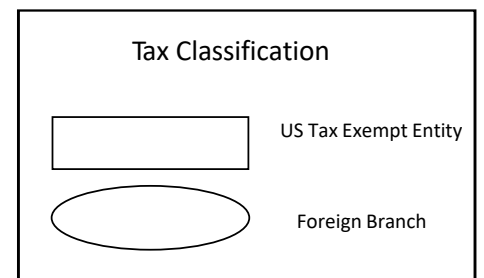 Tax Classification
US Tax Exempt Entity
Foreign Branch